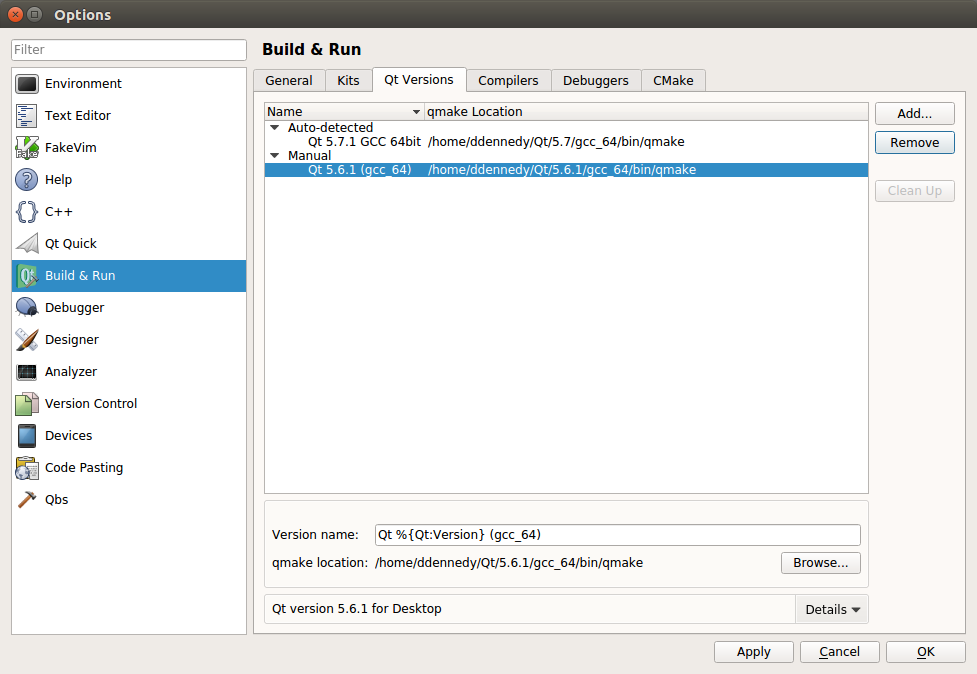 Options
Filter
Environment
Text Editor
FakeVim
Help
C++
Qt Quick
Build & Run
Debugger
Designer
Analyzer
Version Control
Devices
Code Pasting
Qbs
Build & Run
General Kits Qt Versions Compilers Debuggers CMake
Name qmake Location
Auto-detected
Qt 5.7.1 GCC 64bit /home/ddennedy/Qt/5.7/gcc_64/bin/qmake
Manual
Qt 5.6.1 (gcc_64) /home/ddennedy/Qt/5.6.1/gcc_64/bin/qmake
Add...
Remove
Clean Up
Version name: Qt %{Qt:Version} (gcc_64)
qmake location: /home/ddennedy/Qt/5.6.1/gcc_64/bin/qmake Browse...
Qt version 5.6.1 for Desktop Details
Apply Cancel OK